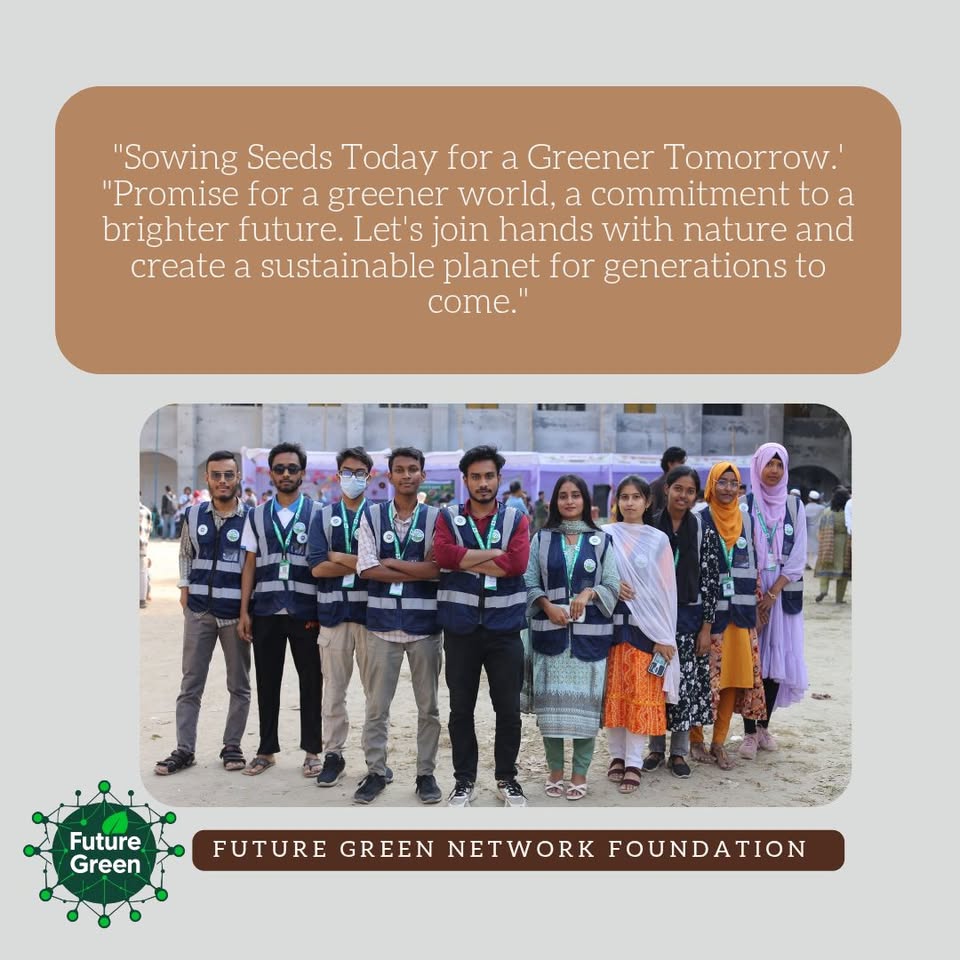 "Sowing Seeds Today for a Greener Tomorrow.'
"Promise for a greener world, a commitment to a
brighter future. Let's join hands with nature and
create a sustainable planet for generations to
come."
Future
Green
FUTURE GREEN NETWORK FOUNDATION